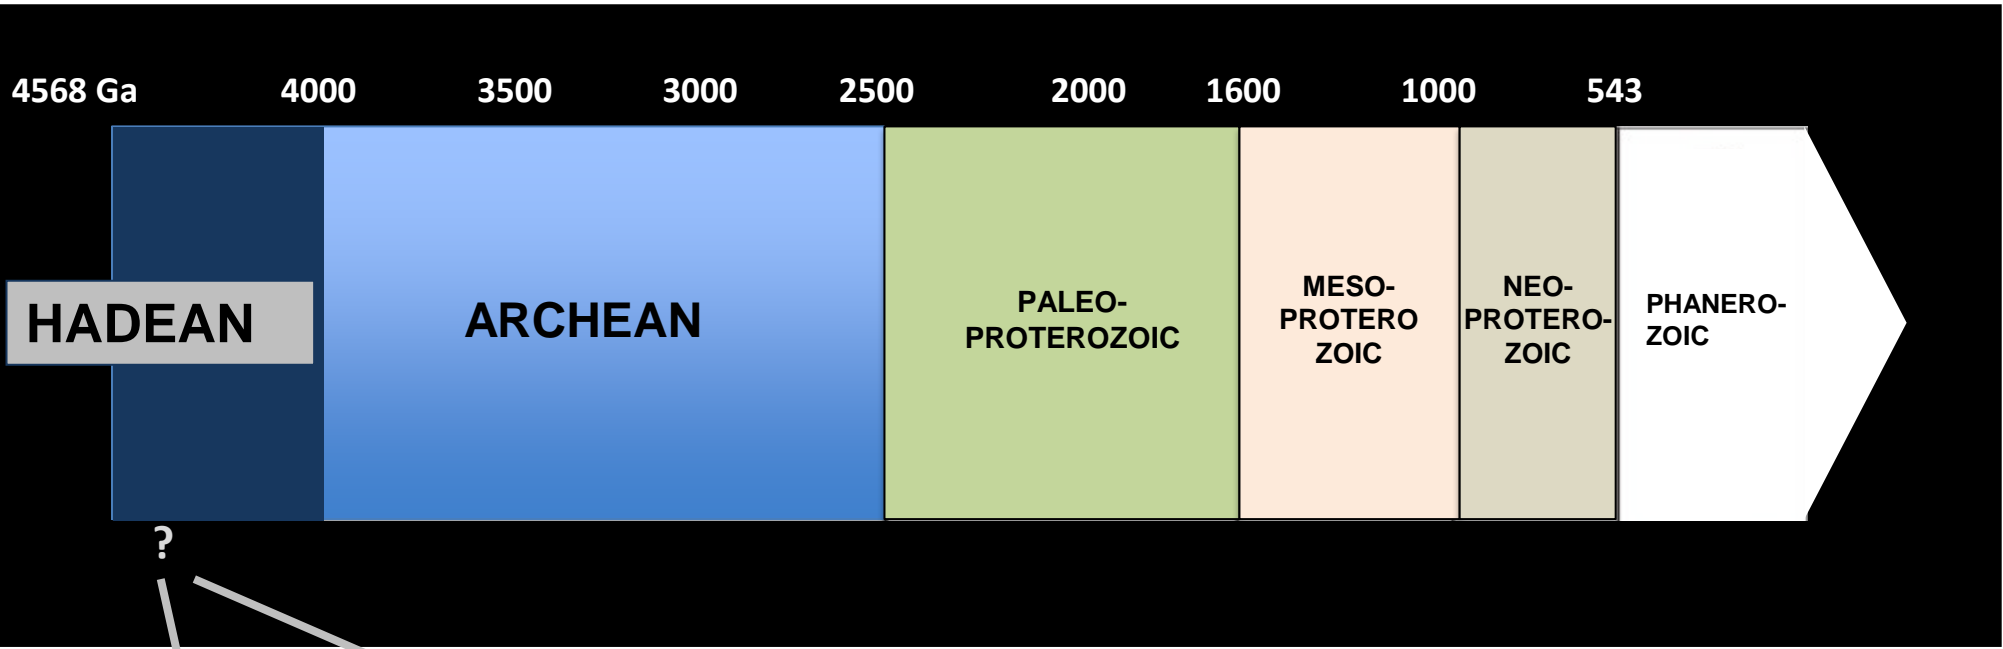 4568 Ga 4000 3500 3000 2500 2000 1600 1000 543
HADEAN
ARCHEAN
PALEO-
PROTEROZOIC
MESO-
PROTERO
ZOIC
NEO-
PROTERO-
ZOIC
PHANERO-
ZOIC
?